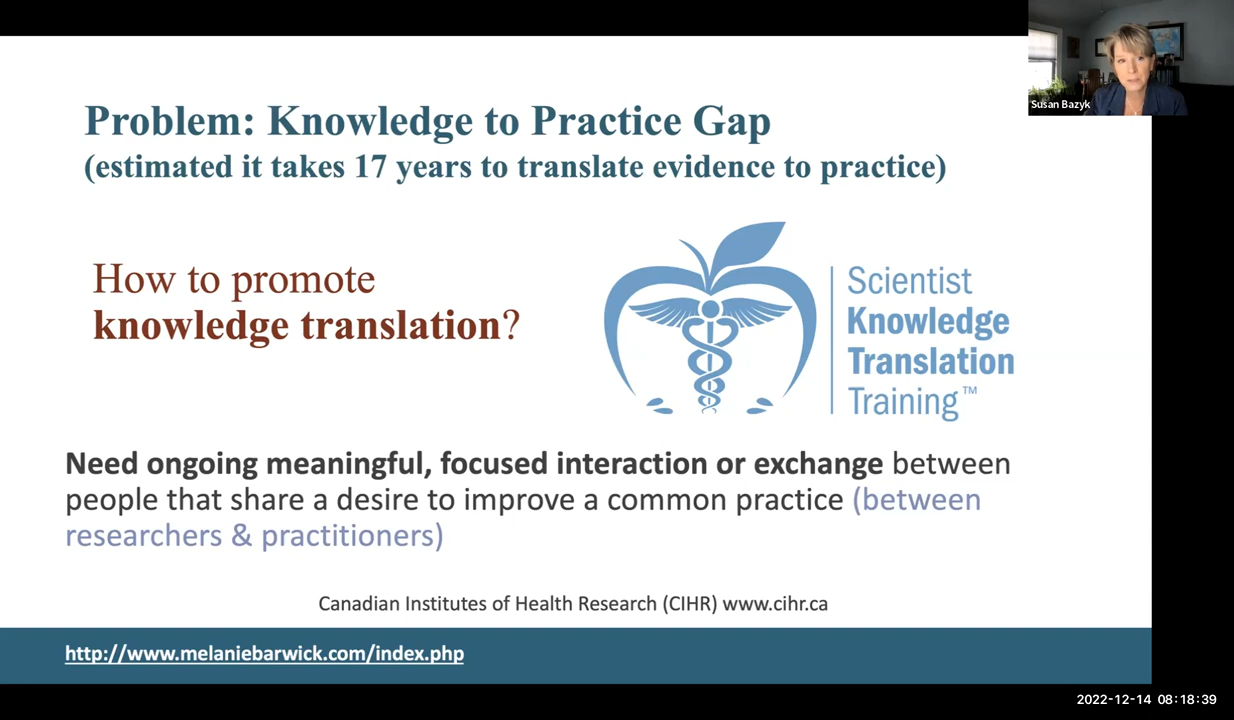 Susan Bazyk
Problem: Knowledge to Practice Gap
(estimated it takes 17 years to translate evidence to practice)
How to promote
knowledge translation?
Scientist
Knowledge
Translation
Training™
Need ongoing meaningful, focused interaction or exchange between
people that share a desire to improve a common practice (between
researchers & practitioners)
Canadian Institutes of Health Research (CIHR) www.cihr.ca
http://www.melaniebarwick.com/index.php
2022-12-14 08:18:39